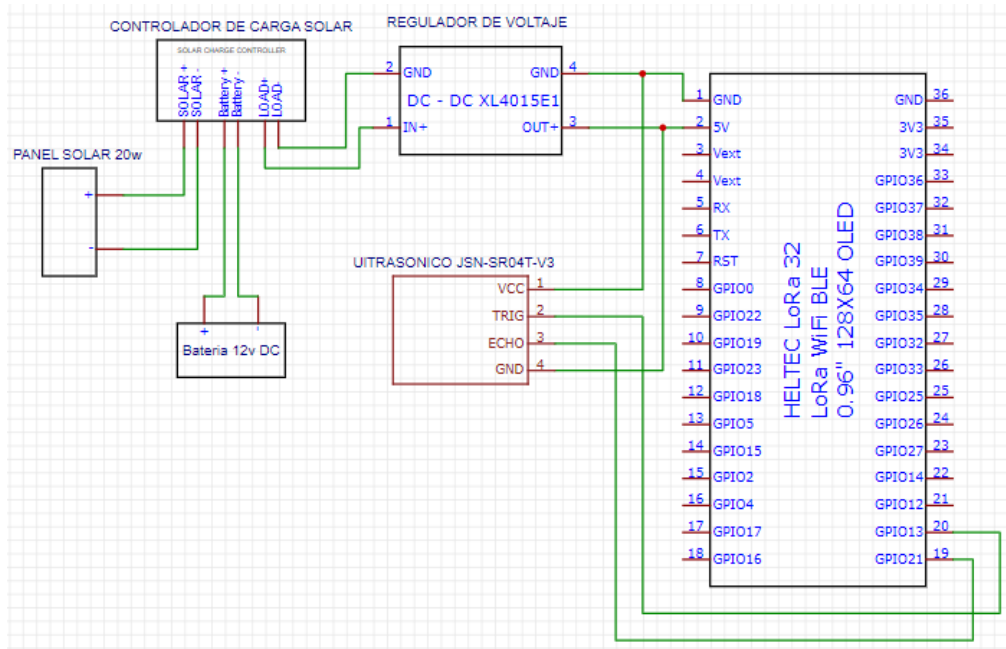 CONTROLADOR DE CARGA SOLAR
SOLAR CHARGE CONTROLLER
SOLAR +
SOLAR -
Battery +
Battery -
LOAD+
LOAD-
REGULADOR DE VOLTAJE
2 GND
GND 4
DC - DC XL4015E1
1 IN+
OUT+ 3
PANEL SOLAR 20w
+
-
+
-
Bateria 12v DC
UITRASONICO JSN-SR04T-V3
VCC 1
TRIG 2
ECHO 3
GND 4
HELTEC LoRa 32
LoRa WiFi BLE
0.96" 128X64 OLED
1 GND
2 5V
3 Vext
4 Vext
5 RX
6 TX
7 RST
8 GPIO0
9 GPIO22
10 GPIO19
11 GPIO23
12 GPIO18
13 GPIO5
14 GPIO15
15 GPIO2
16 GPIO4
17 GPIO17
18 GPIO16
GND 36
3V3 35
3V3 34
GPIO36 33
GPIO37 32
GPIO38 31
GPIO39 30
GPIO34 29
GPIO35 28
GPIO32 27
GPIO33 26
GPIO25 25
GPIO26 24
GPIO27 23
GPIO14 22
GPIO12 21
GPIO13 20
GPIO21 19